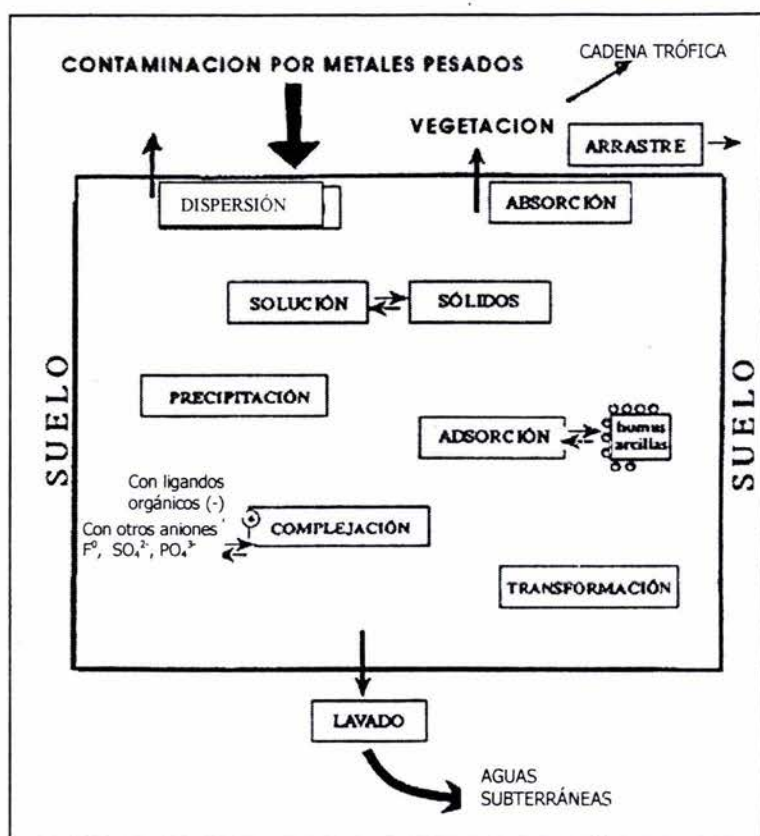 CADENA TRÓFICA
CONTAMINACION POR METALES PESADOS
VEGETACION
ARRASTRE
DISPERSIÓN
ABSORCIÓN
SOLUCIÓN
SÓLIDOS
SUELO
SUELO
PRECIPITACIÓN
ADSORCIÓN
humus
arcillas
Con ligandos
orgánicos (-)
Con otros aniones
F⁰, SO₄²⁻, PO₄³⁻
COMPLEJACIÓN
TRANSFORMACIÓN
LAVADO
AGUAS
SUBTERRÁNEAS